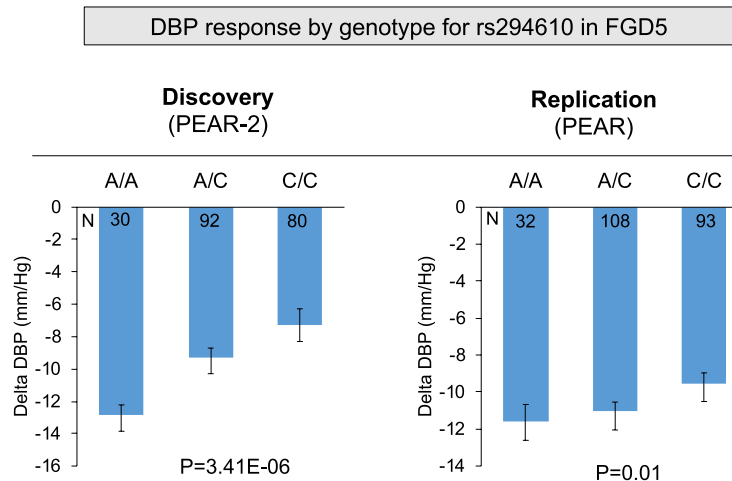 DBP response by genotype for rs294610 in FGD5
Discovery
(PEAR-2)
A/A A/C C/C
N 30 92 80
0
-2
-4
-6
-8
-10
-12
-14
-16
Delta DBP (mm/Hg)
P=3.41E-06
Replication
(PEAR)
A/A A/C C/C
N 32 108 93
0
-2
-4
-6
-8
-10
-12
-14
Delta DBP (mm/Hg)
P=0.01